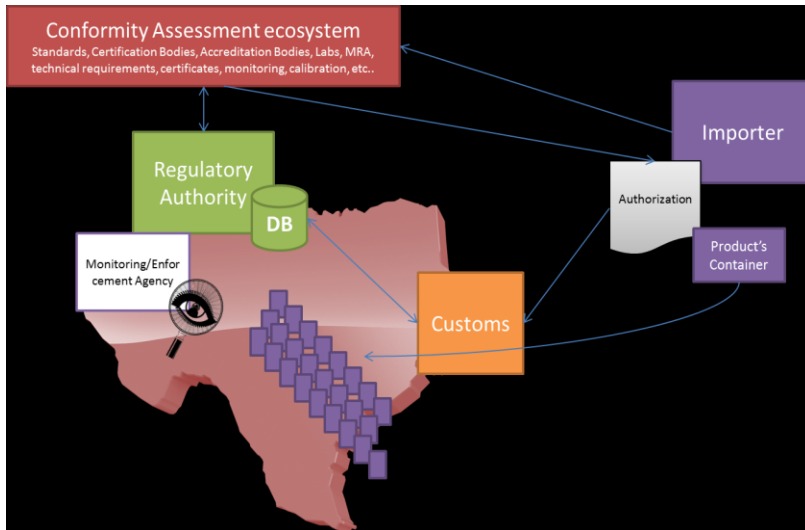 Conformity Assessment ecosystem
Standards, Certification Bodies, Accreditation Bodies, Labs, MRA,
technical requirements, certificates, monitoring, calibration, etc..
Importer
Regulatory
Authority
DB
Authorization
Monitoring/Enfor
cement Agency
Product's
Container
Customs